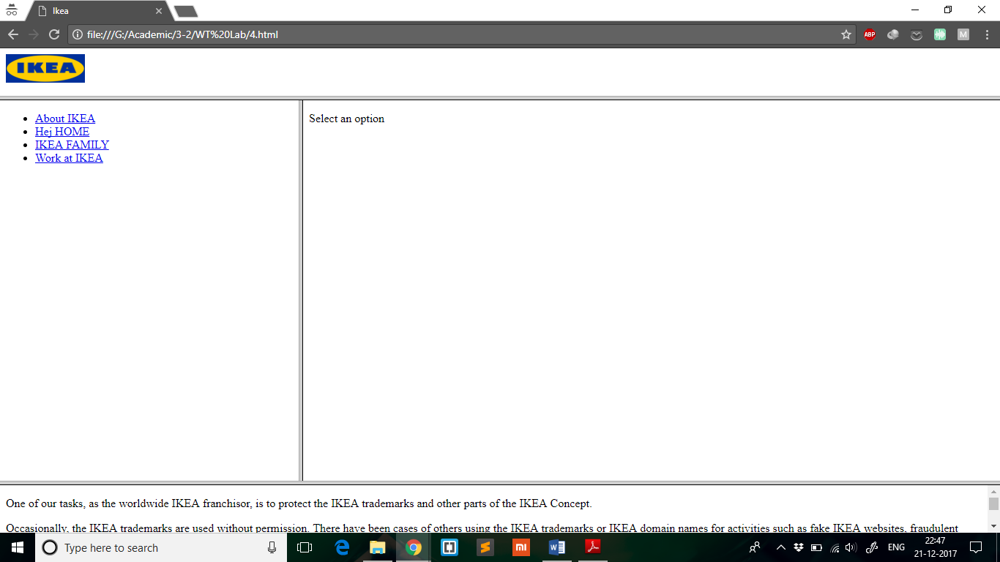 Ikea
file:///G:/Academic/3-2/WT%20Lab/4.html
ABP
M
IKEA
About IKEA
Hej HOME
IKEA FAMILY
Work at IKEA
Select an option
One of our tasks, as the worldwide IKEA franchisor, is to protect the IKEA trademarks and other parts of the IKEA Concept.
Occasionally, the IKEA trademarks are used without permission. There have been cases of others using the IKEA trademarks or IKEA domain names for activities such as fake IKEA websites, fraudulent
Type here to search
mi
ENG
22:47
21-12-2017